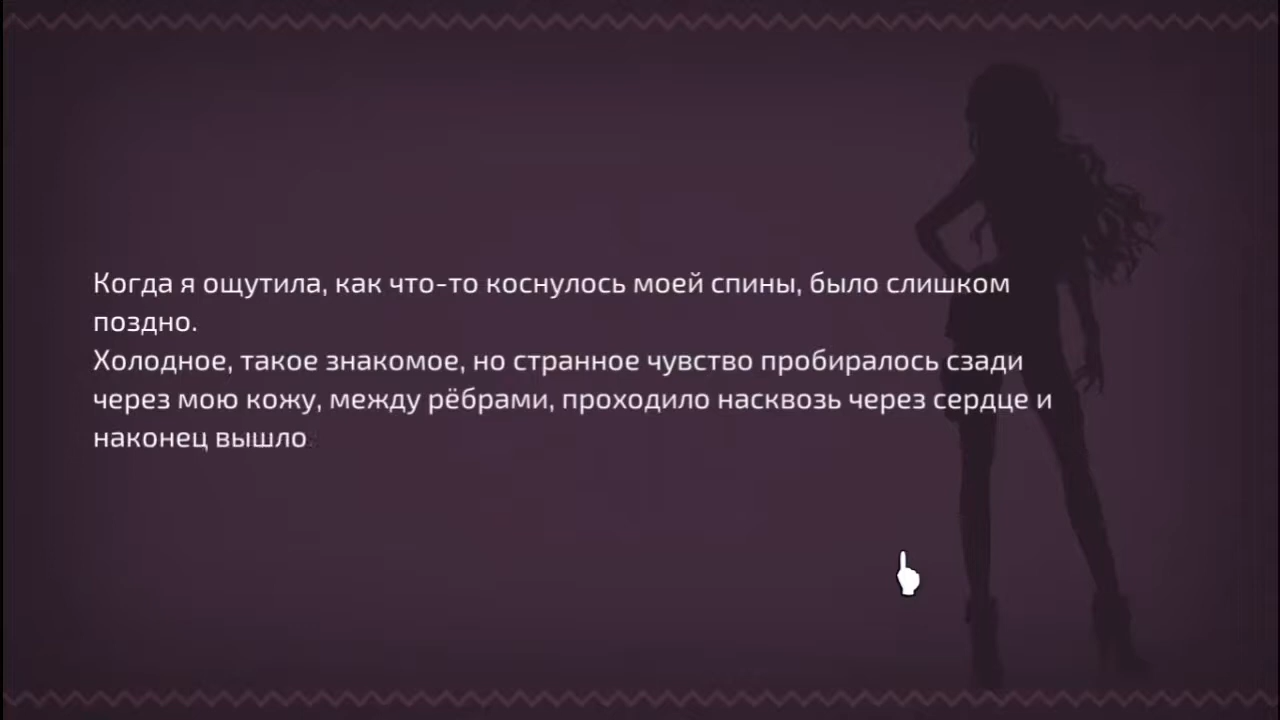 Когда я ощутила, как что-то коснулось моей спины, было слишком
поздно.
Холодное, такое знакомое, но странное чувство пробиралось сзади
через мою кожу, между рёбрами, проходило насквозь через сердце и
наконец вышло